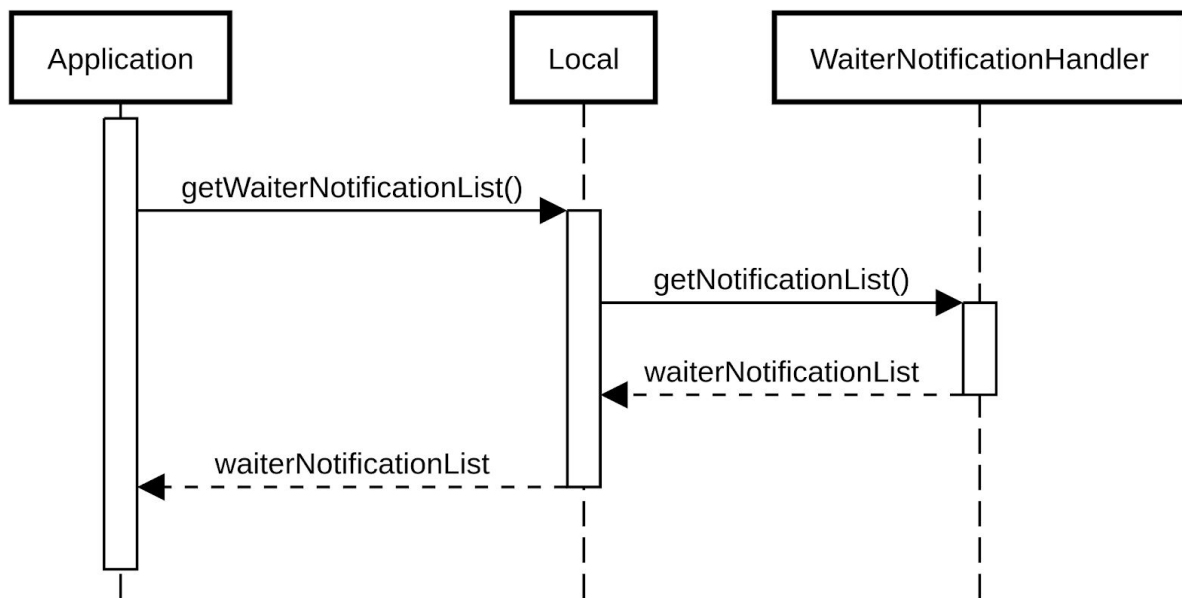 Application
Local
WaiterNotificationHandler
getWaiterNotificationList()
getNotificationList()
waiterNotificationList
waiterNotificationList